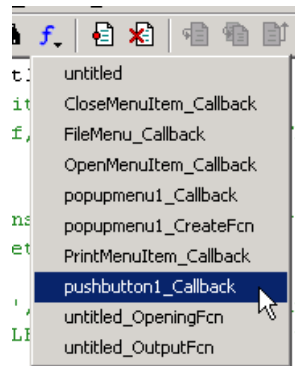 f
untitled
CloseMenuItem_Callback
FileMenu_Callback
OpenMenuItem_Callback
popupmenu1_Callback
popupmenu1_CreateFcn
PrintMenuItem_Callback
pushbutton1_Callback
untitled_OpeningFcn
untitled_OutputFcn